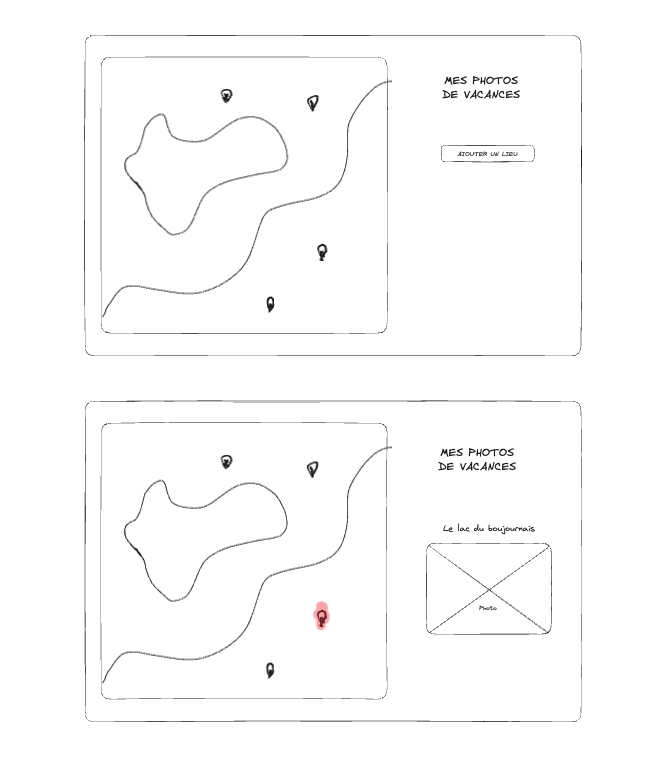 MES PHOTOS
DE VACANCES
AJOUTER UN LIEU
MES PHOTOS
DE VACANCES
Le lac du boujournais
Photo